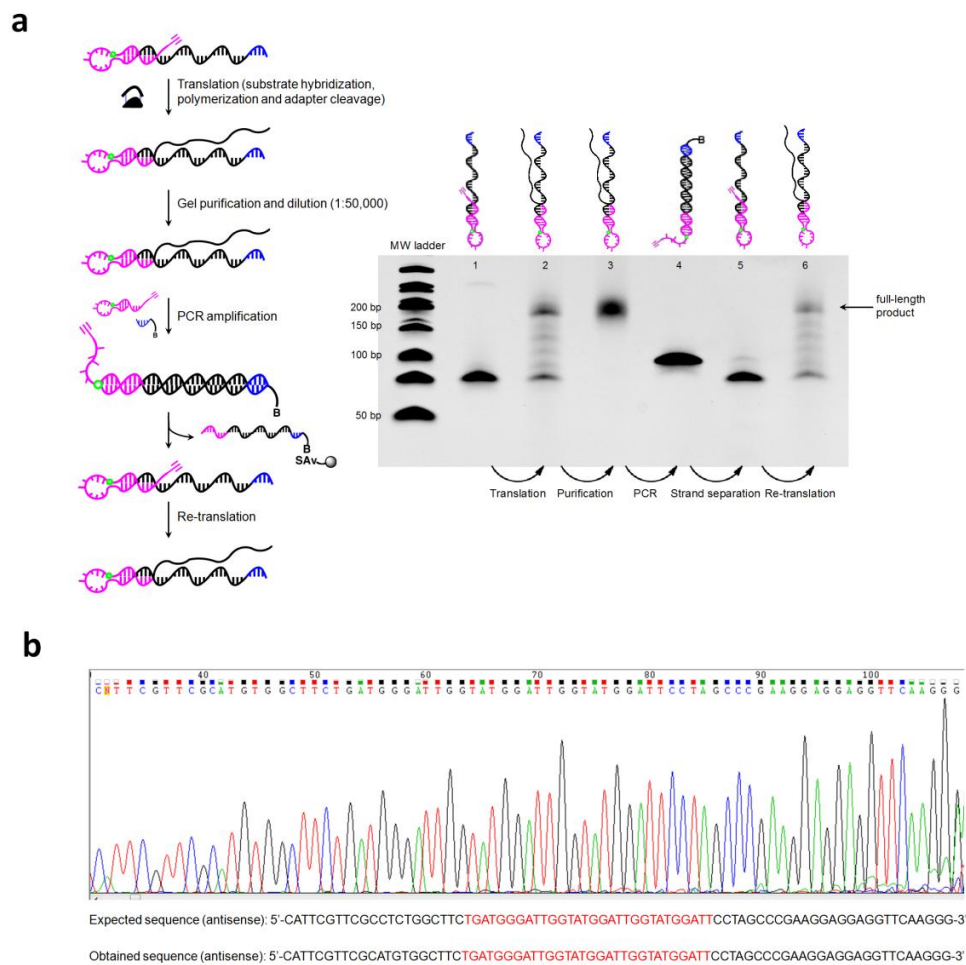 a
Translation (substrate hybridization,
polymerization and adapter cleavage)
Gel purification and dilution (1:50,000)
PCR amplification
B
B
B
SAv
Re-translation
MW ladder
1 2 3 4 5 6
200 bp
150 bp
100 bp
50 bp
full-length
product
Translation Purification PCR Strand separation Re-translation
b
40 50 60 70 80 90 100
C N T T C G T T C G C A T G T G G C T T C T G A T G G G A T T G G T A T G G A T T G G T A T G G A T T C C T A G C C C G A A G G A G G A G G T T C A A G G G
Expected sequence (antisense): 5'-CATTCGTTCGCCTCTGGCTTCTGATGGGATTGGTATGGATTGGTATGGATTCCTAGCCCGAAGGAGGAGGTTCAAGGG-3'
Obtained sequence (antisense): 5'-CATTCGTTCGCATGTGGCTTCTGATGGGATTGGTATGGATTGGTATGGATTCCTAGCCCGAAGGAGGAGGTTCAAGGG-3'